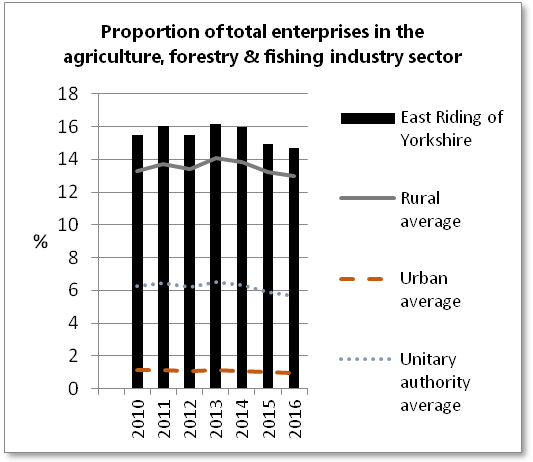 Proportion of total enterprises in the
agriculture, forestry & fishing industry sector
18
16
14
12
10
8
6
4
2
0
%
2010
2011
2012
2013
2014
2015
2016
East Riding of
Yorkshire
Rural
average
Urban
average
Unitary
authority
average